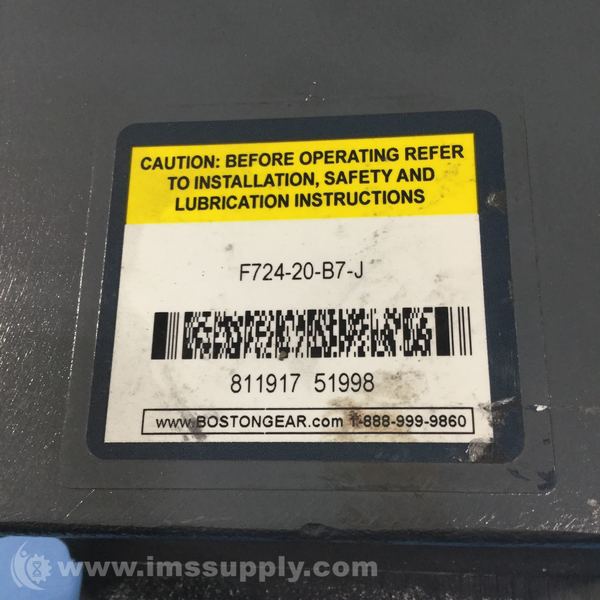 CAUTION: BEFORE OPERATING REFER
TO INSTALLATION, SAFETY AND
LUBRICATION INSTRUCTIONS
F724-20-B7-J
811917 51998
www.BOSTONGEAR.com 1-888-999-9860
www.imssupply.com